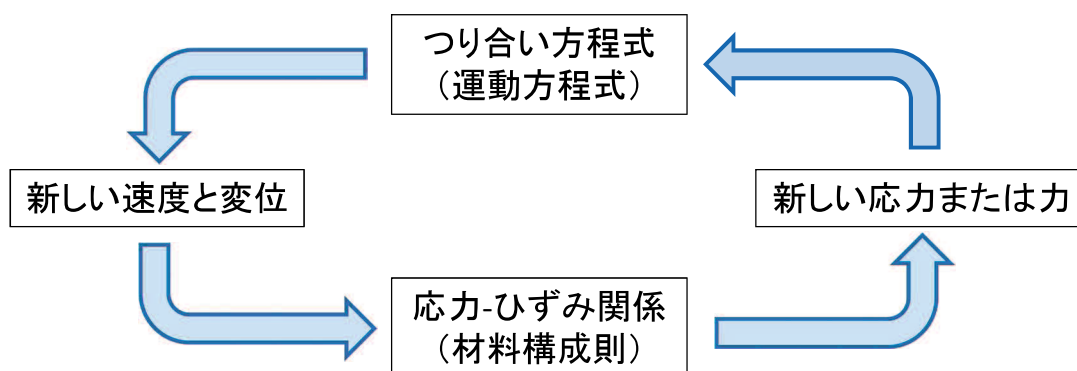 つり合い方程式
（運動方程式）
新しい速度と変位
新しい応力または力
応力-ひずみ関係
（材料構成則）